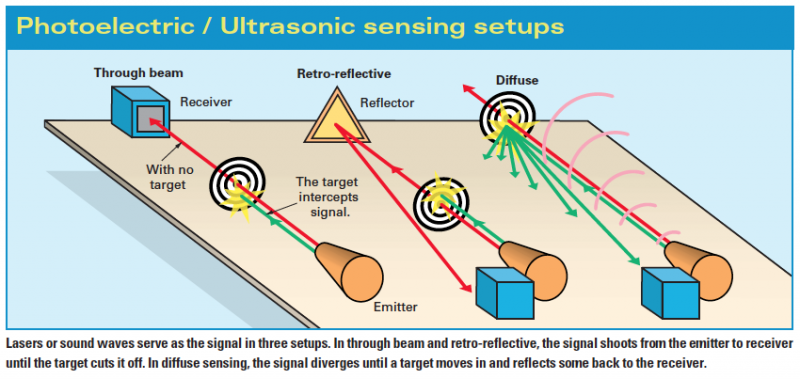 Photoelectric / Ultrasonic sensing setups
Through beam
Receiver
With no
target
The target
intercepts
signal.
Emitter
Retro-reflective
Reflector
Diffuse
Lasers or sound waves serve as the signal in three setups. In through beam and retro-reflective, the signal shoots from the emitter to receiver
until the target cuts it off. In diffuse sensing, the signal diverges until a target moves in and reflects some back to the receiver.